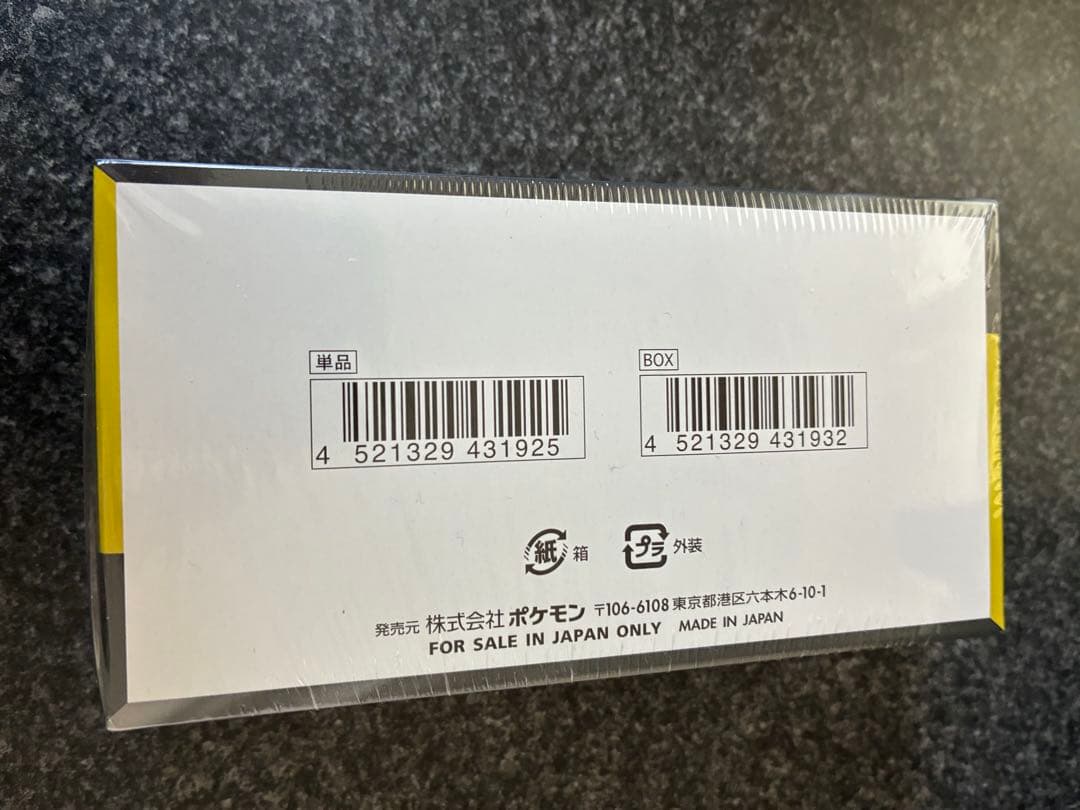 単品
4 521329 431925
BOX
4 521329 431932
紙 箱
プラ 外装
発売元 株式会社 ポケモン 〒106-6108 東京都港区六本木6-10-1
FOR SALE IN JAPAN ONLY MADE IN JAPAN